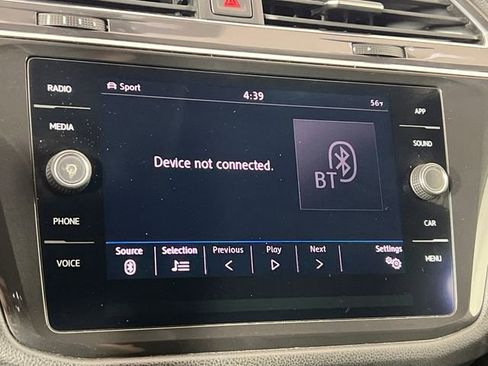 RADIO
Sport
4:39
56°F
APP
MEDIA
SOUND
Device not connected.
BT
PHONE
CAR
Source
Selection
Previous
Play
Next
Settings
VOICE
MENU